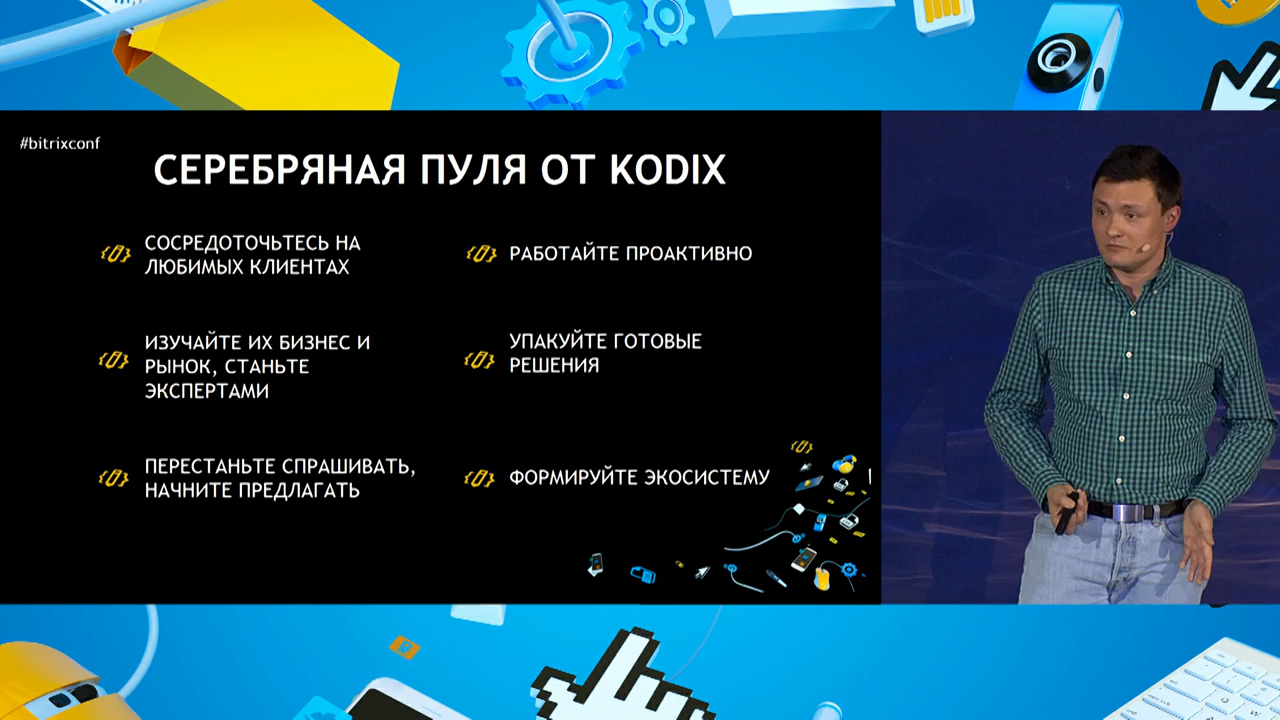 #bitrixconf
СЕРЕБРЯНАЯ ПУЛЯ ОТ KODIX
СОСРЕДОТОЧЬТЕСЬ НА
ЛЮБИМЫХ КЛИЕНТАХ
ИЗУЧАЙТЕ ИХ БИЗНЕС И
РЫНОК, СТАНЬТЕ
ЭКСПЕРТАМИ
ПЕРЕСТАНЬТЕ СПРАШИВАТЬ,
НАЧНИТЕ ПРЕДЛАГАТЬ
РАБОТАЙТЕ ПРОАКТИВНО
УПАКУЙТЕ ГОТОВЫЕ
РЕШЕНИЯ
ФОРМИРУЙТЕ ЭКОСИСТЕМУ